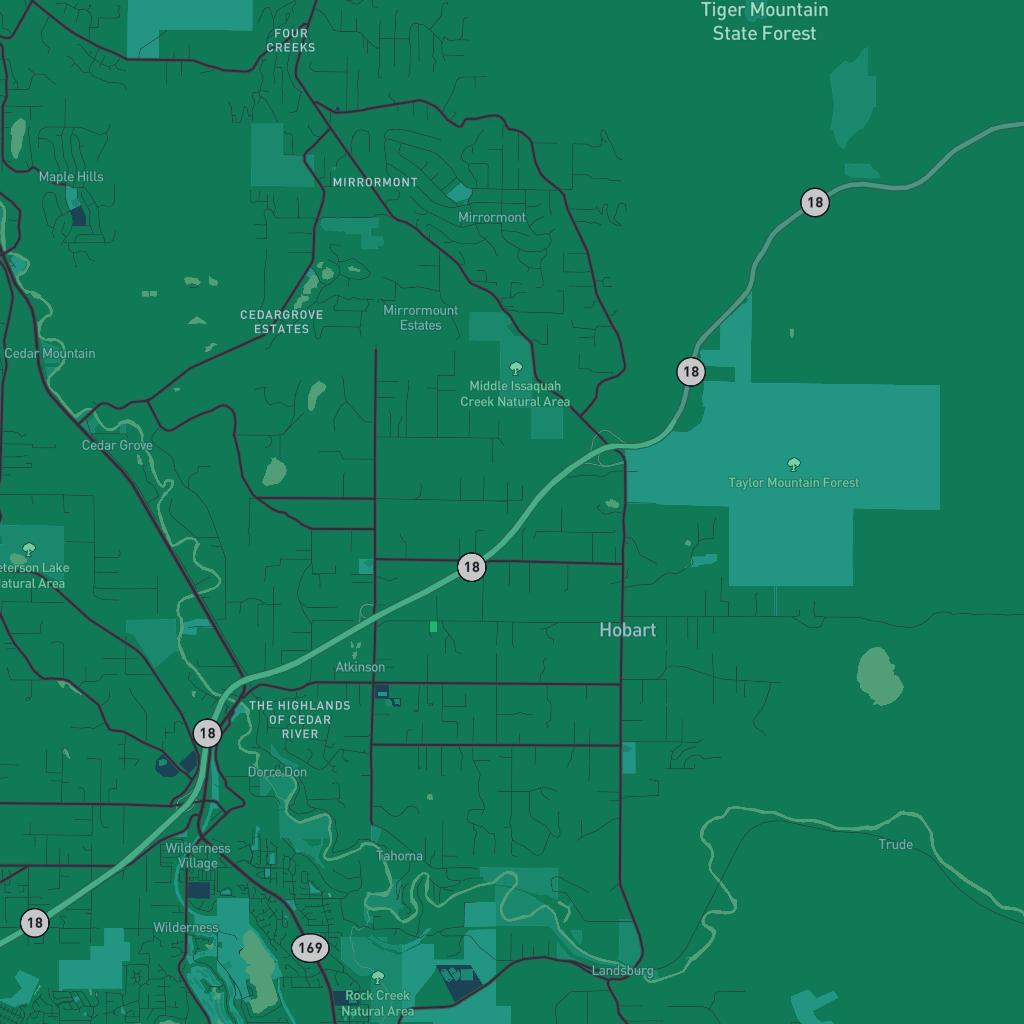 Tiger Mountain
State Forest
FOUR
CREEKS
Maple Hills
MIRRORMONT
18
Mirrormont
CEDARGROVE
ESTATES
Mirrormount
Estates
Cedar Mountain
18
Middle Issaquah
Creek Natural Area
Cedar Grove
Taylor Mountain Forest
eterson Lake
Natural Area
18
Hobart
Atkinson
THE HIGHLANDS
OF CEDAR
RIVER
18
Dorre Don
Wilderness
Village
Tahoma
Trude
18
Wilderness
169
Landsburg
Rock Creek
Natural Area